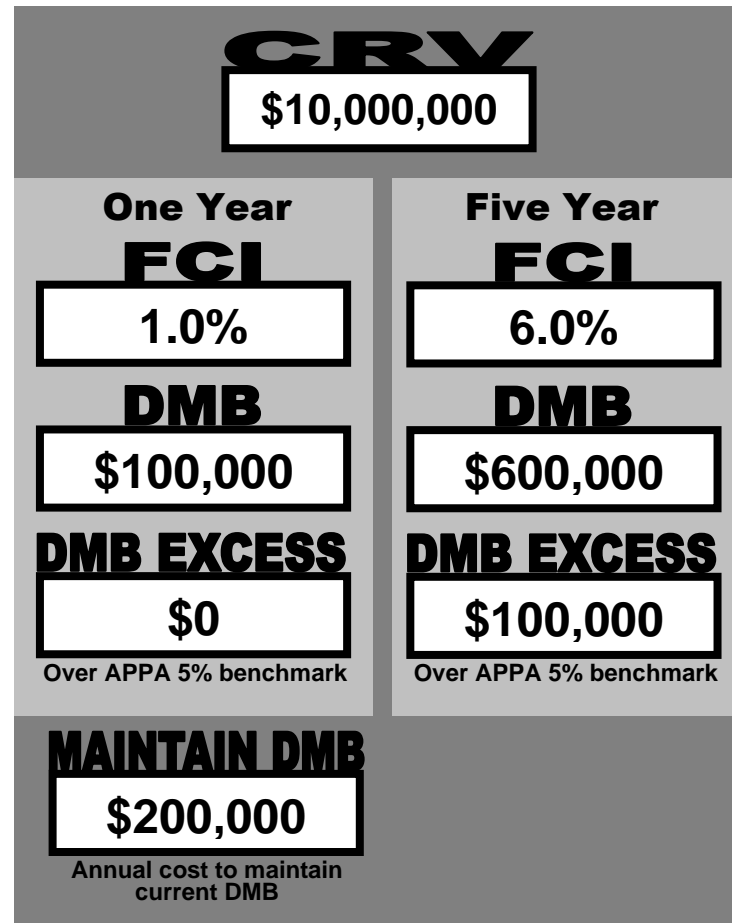 CRV
$10,000,000
One Year
FCI
1.0%
DMB
$100,000
DMB EXCESS
$0
Over APPA 5% benchmark
Five Year
FCI
6.0%
DMB
$600,000
DMB EXCESS
$100,000
Over APPA 5% benchmark
MAINTAIN DMB
$200,000
Annual cost to maintain
current DMB